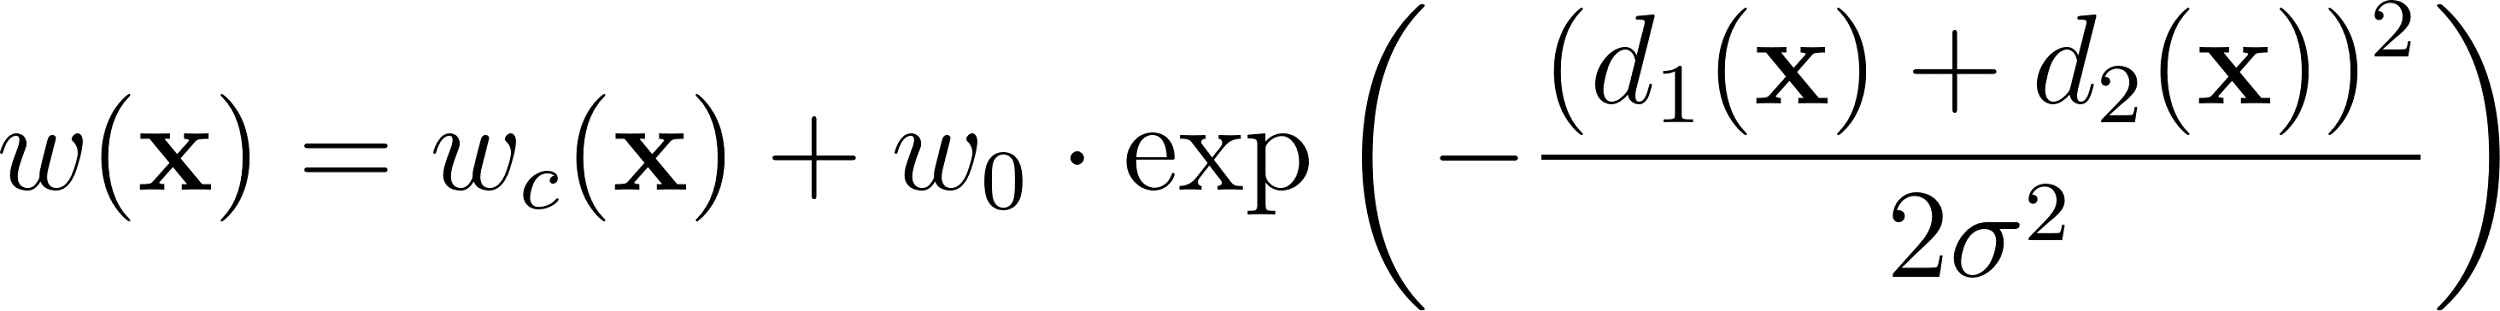 w(𝐱) = w_c(𝐱) + w_0 · exp(−(d_1(𝐱) + d_2(𝐱))^2 / 2σ^2)